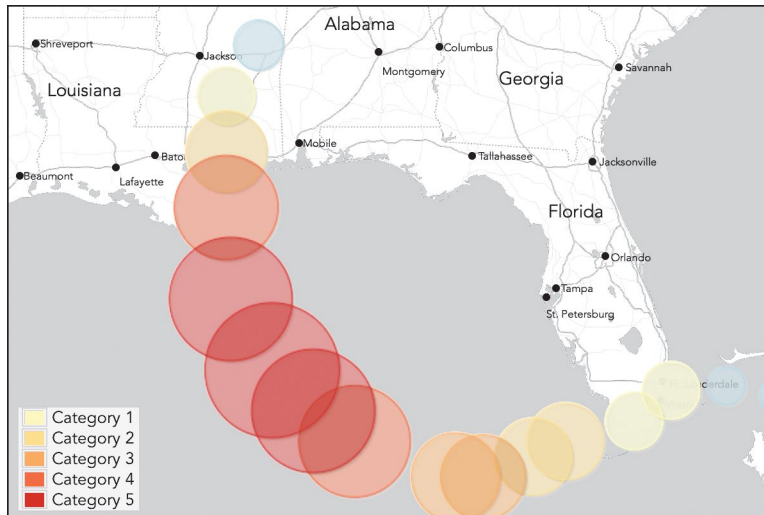 Alabama
Shreveport
Jackson
Columbus
Montgomery
Georgia
Savannah
Louisiana
Mobile
Bato
Tallahassee
Jacksonville
Beaumont
Lafayette
Florida
Orlando
Tampa
St. Petersburg
Category 1
Category 2
Category 3
Category 4
Category 5